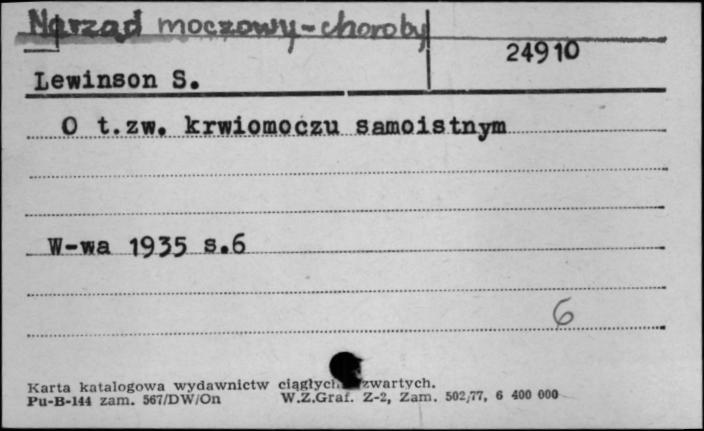 Narząd moczowy-choroby
24910
Lewinson S.
O t.zw. krwiomoczu samoistnym
W-wa 1935 s.6
6
Karta katalogowa wydawnictw ciągłych zwartych.
Pu-B-144 zam. 567/DW/On W.Z.Graf. Z-2, Zam. 502/77, 6 400 000